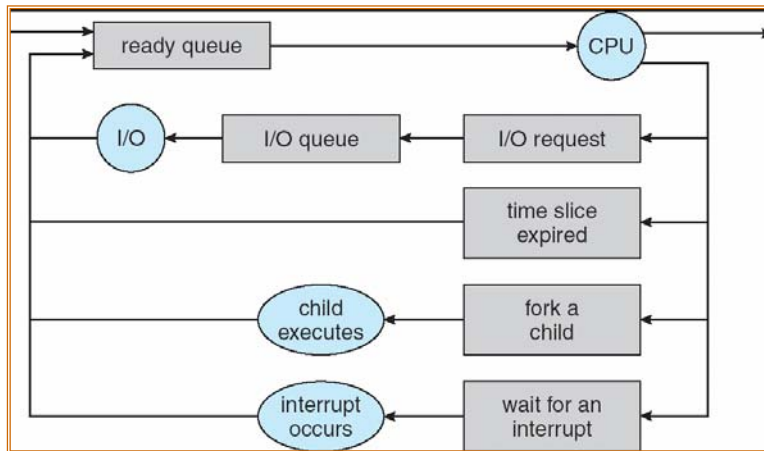 ready queue
CPU
I/O
I/O queue
I/O request
time slice
expired
child
executes
fork a
child
interrupt
occurs
wait for an
interrupt